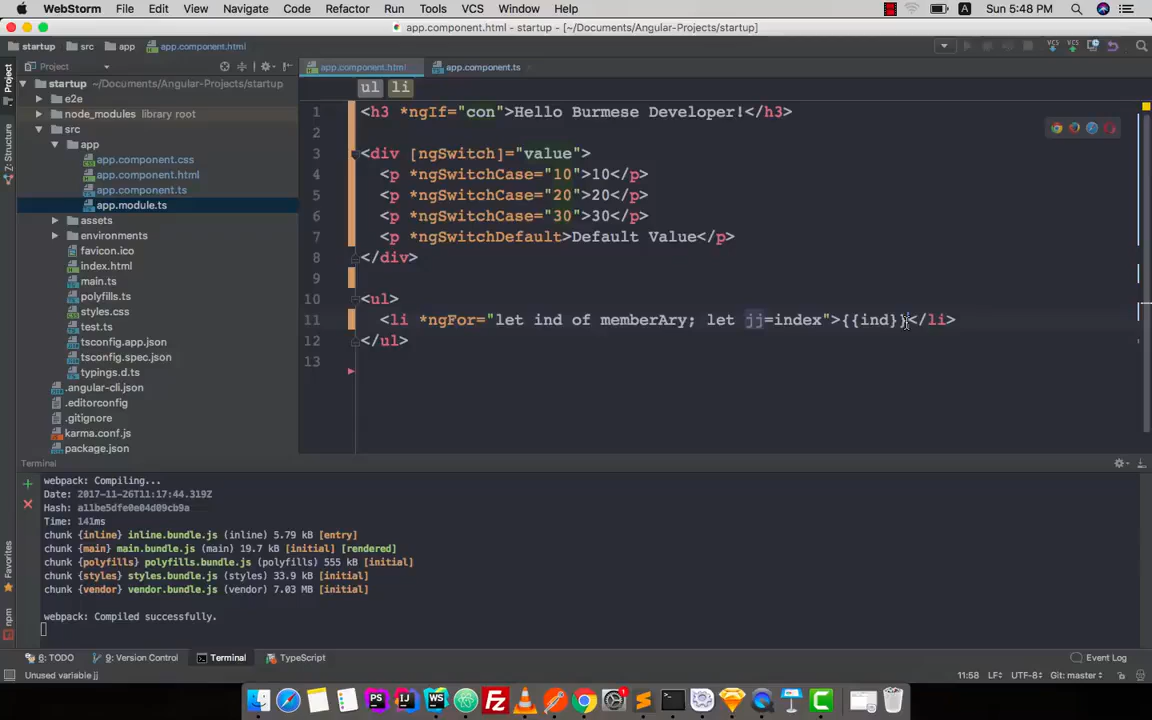 WebStorm File Edit View Navigate Code Refactor Run Tools VCS Window Help A Sun 5:48 PM
app.component.html - startup - [~/Documents/Angular-Projects/startup]
startup src app app.component.html
Project app.component.html app.component.ts
startup ~/Documents/Angular-Projects/startup
e2e
node_modules library root
src
app
app.component.css
app.component.html
app.component.ts
app.module.ts
assets
environments
favicon.ico
index.html
main.ts
polyfills.ts
styles.css
test.ts
tsconfig.app.json
tsconfig.spec.json
typings.d.ts
.angular-cli.json
.editorconfig
.gitignore
karma.conf.js
package.json
1: Project
7: Structure
2: Favorites
npm
ul li
1 <h3 *ngIf="con">Hello Burmese Developer!</h3>
2
3 <div [ngSwitch]="value">
4 <p *ngSwitchCase="10">10</p>
5 <p *ngSwitchCase="20">20</p>
6 <p *ngSwitchCase="30">30</p>
7 <p *ngSwitchDefault>Default Value</p>
8 </div>
9
10 <ul>
11 <li *ngFor="let ind of memberAry; let jj=index">{{ind}}</li>
12 </ul>
13
Terminal
webpack: Compiling...
Date: 2017-11-26T11:17:44.319Z
Hash: a11be5dfe0e04d09cb9a
Time: 141ms
chunk {inline} inline.bundle.js (inline) 5.79 kB [entry]
chunk {main} main.bundle.js (main) 19.7 kB [initial] [rendered]
chunk {polyfills} polyfills.bundle.js (polyfills) 555 kB [initial]
chunk {styles} styles.bundle.js (styles) 33.9 kB [initial]
chunk {vendor} vendor.bundle.js (vendor) 7.03 MB [initial]
webpack: Compiled successfully.
6: TODO 9: Version Control Terminal TypeScript Event Log
Unused variable jj 11:58 LF UTF-8 Git: master
PS IJ WS FZ